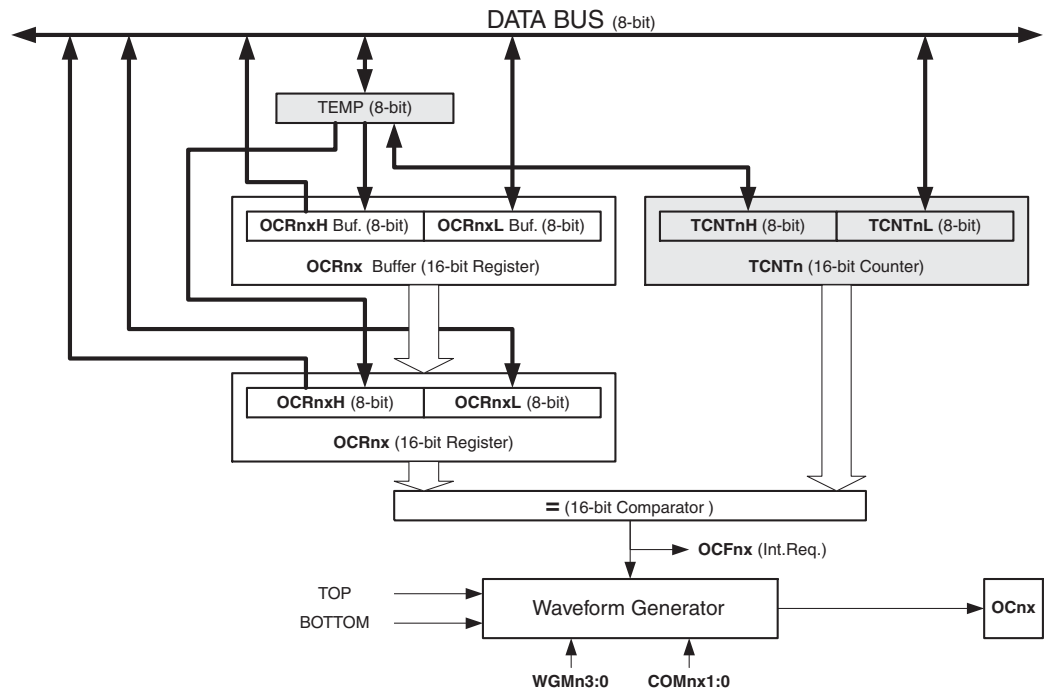 DATA BUS (8-bit)
TEMP (8-bit)
OCRnxH Buf. (8-bit)
OCRnxL Buf. (8-bit)
OCRnx Buffer (16-bit Register)
TCNTnH (8-bit)
TCNTnL (8-bit)
TCNTn (16-bit Counter)
OCRnxH (8-bit)
OCRnxL (8-bit)
OCRnx (16-bit Register)
= (16-bit Comparator )
OCFnx (Int.Req.)
TOP
BOTTOM
Waveform Generator
OCnx
WGMn3:0
COMnx1:0